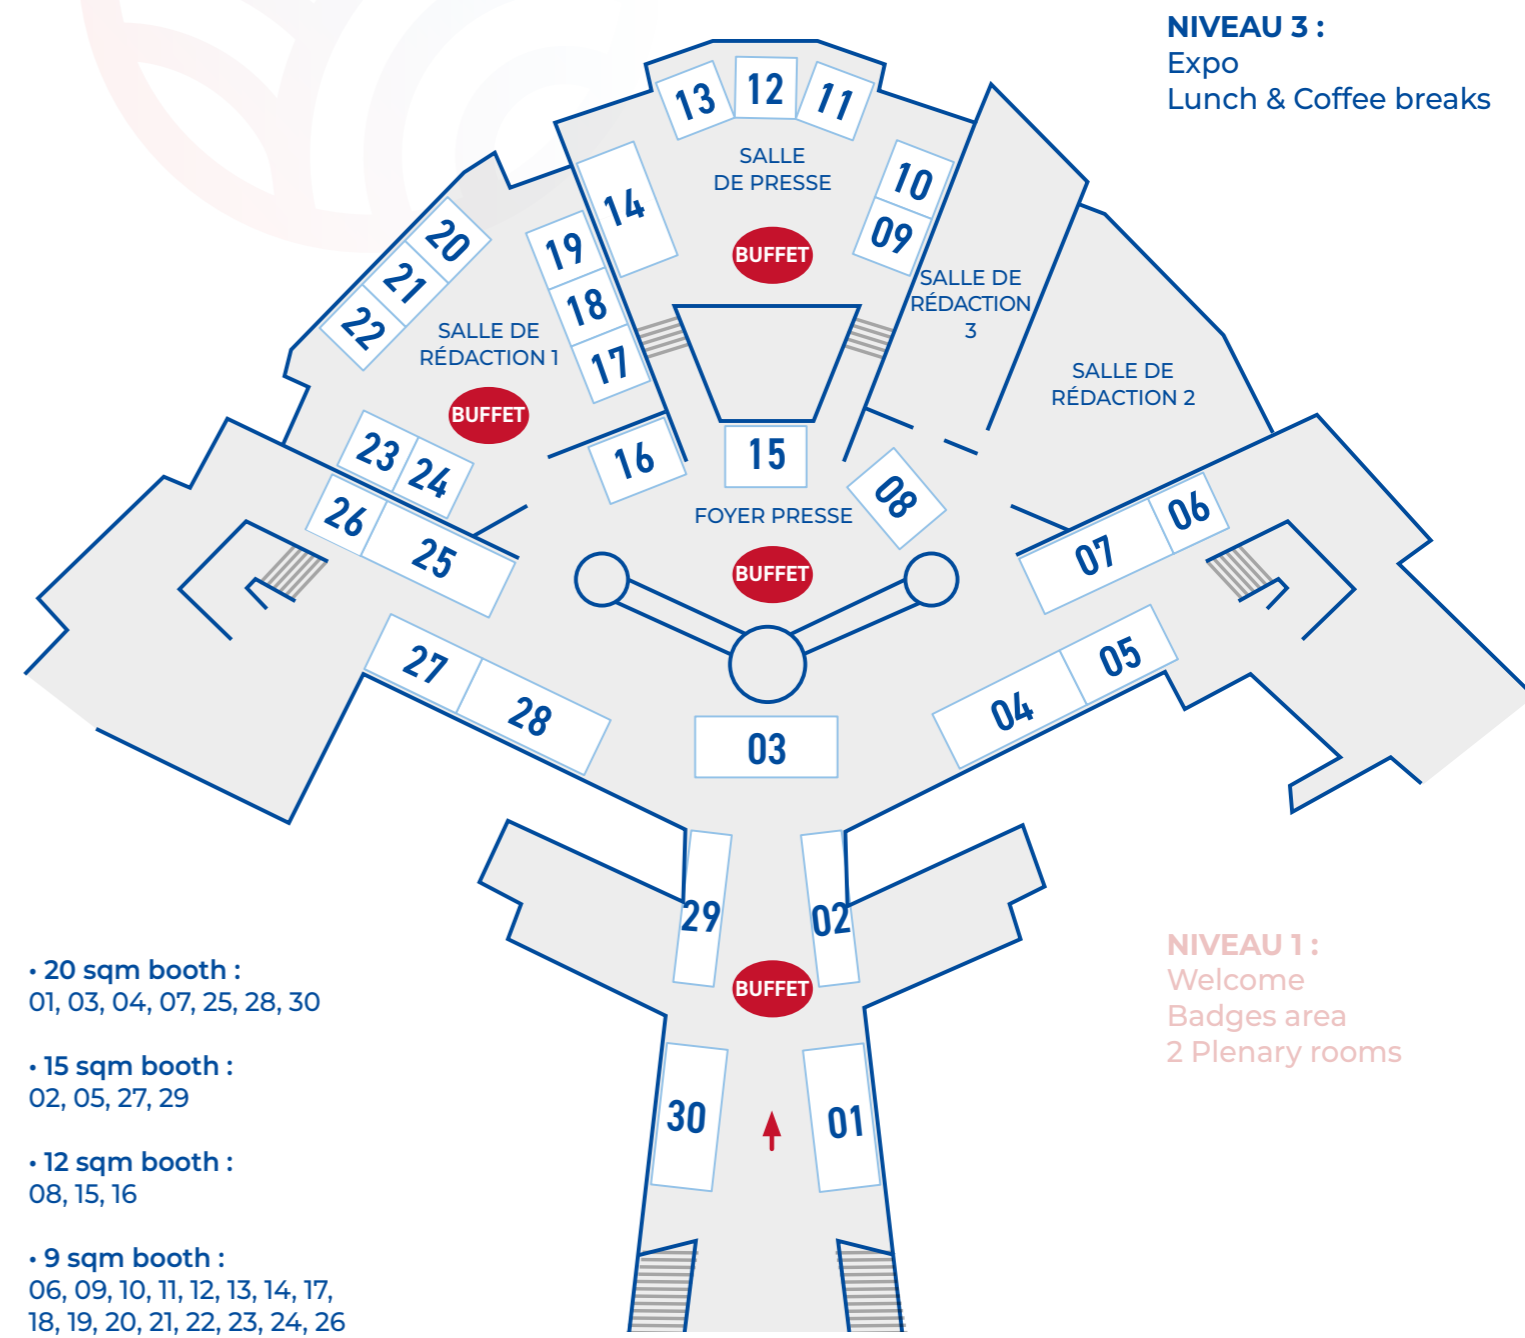 NIVEAU 3 :
Expo
Lunch & Coffee breaks
13
12
11
SALLE
DE PRESSE
10
09
14
BUFFET
20
21
22
19
18
17
SALLE DE
RÉDACTION 1
BUFFET
SALLE DE
RÉDACTION
3
SALLE DE
RÉDACTION 2
23
24
16
15
08
FOYER PRESSE
BUFFET
26
25
07
06
27
28
03
04
05
29
02
BUFFET
30
01
• 20 sqm booth :
01, 03, 04, 07, 25, 28, 30
• 15 sqm booth :
02, 05, 27, 29
• 12 sqm booth :
08, 15, 16
• 9 sqm booth :
06, 09, 10, 11, 12, 13, 14, 17,
18, 19, 20, 21, 22, 23, 24, 26
NIVEAU 1 :
Welcome
Badges area
2 Plenary rooms